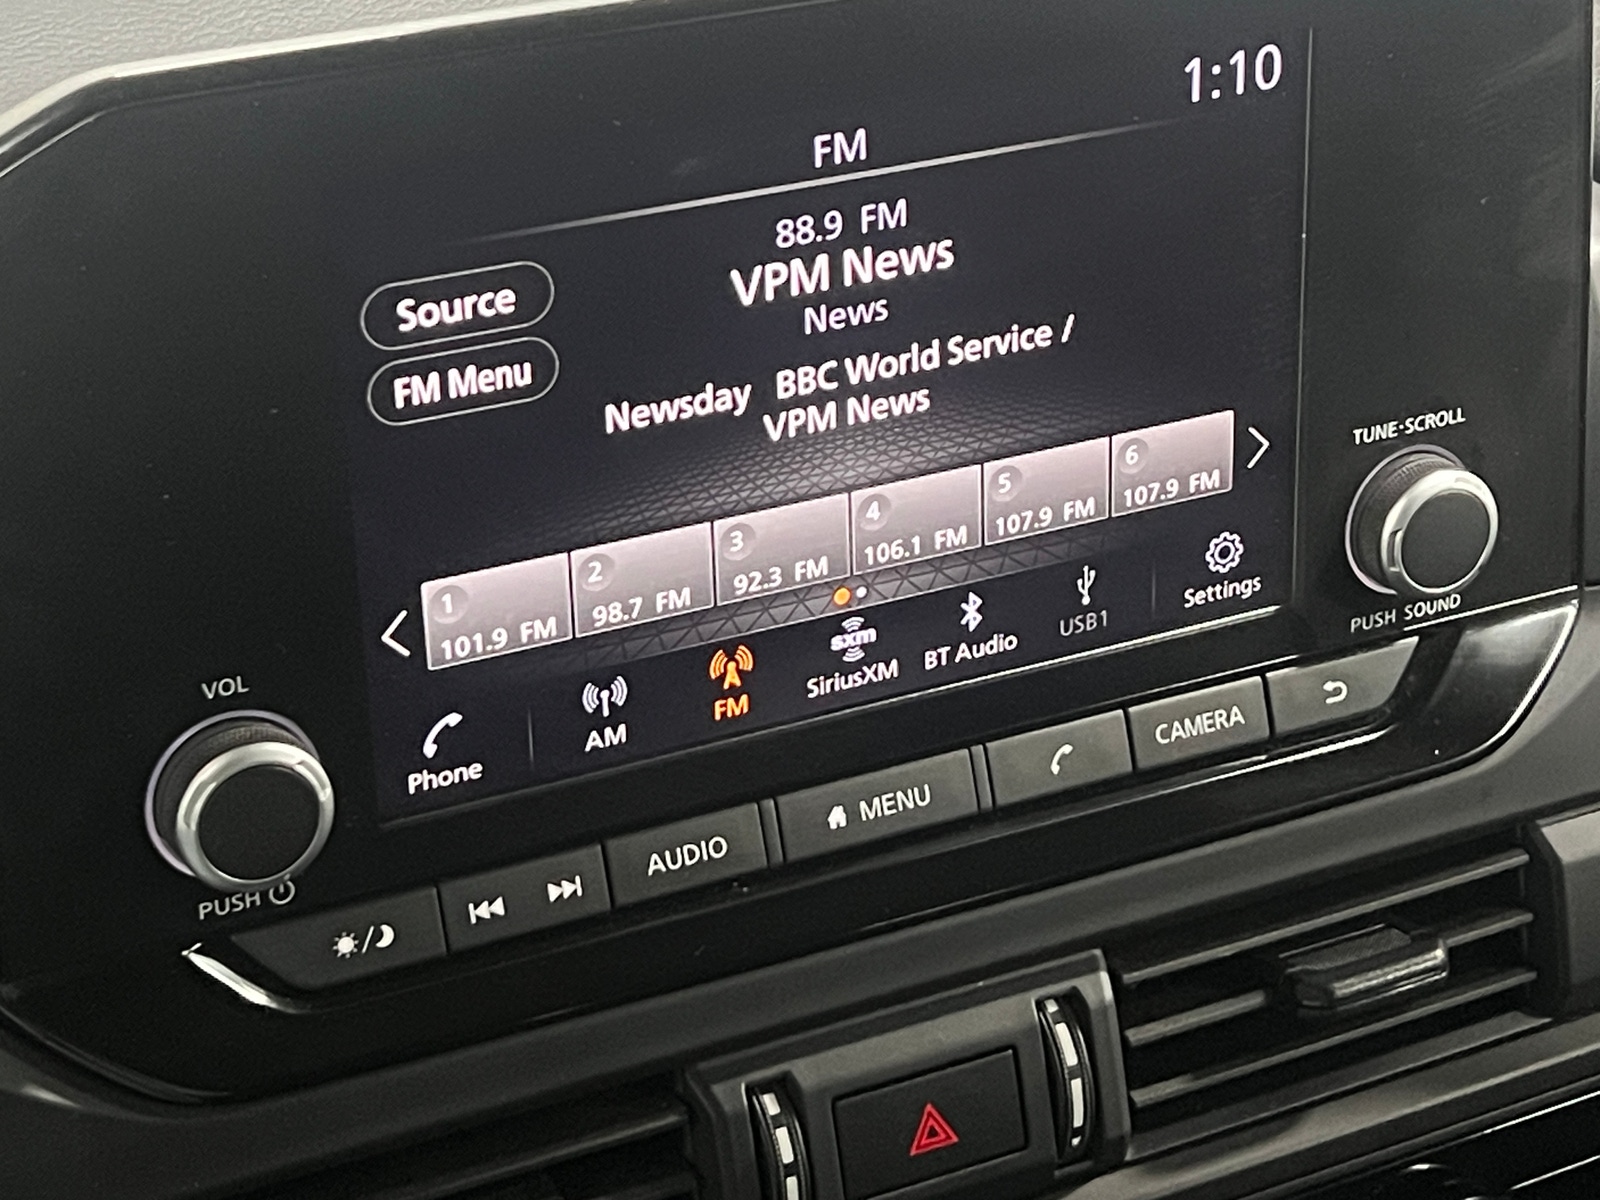 1:10
FM
88.9 FM
VPM News
News
Source
FM Menu
Newsday BBC World Service /
VPM News
1
101.9 FM
2
98.7 FM
3
92.3 FM
4
106.1 FM
5
107.9 FM
6
107.9 FM
Phone
AM
FM
sxm
SiriusXM
BT Audio
USB1
Settings
VOL
PUSH
TUNE·SCROLL
PUSH SOUND
AUDIO
MENU
CAMERA